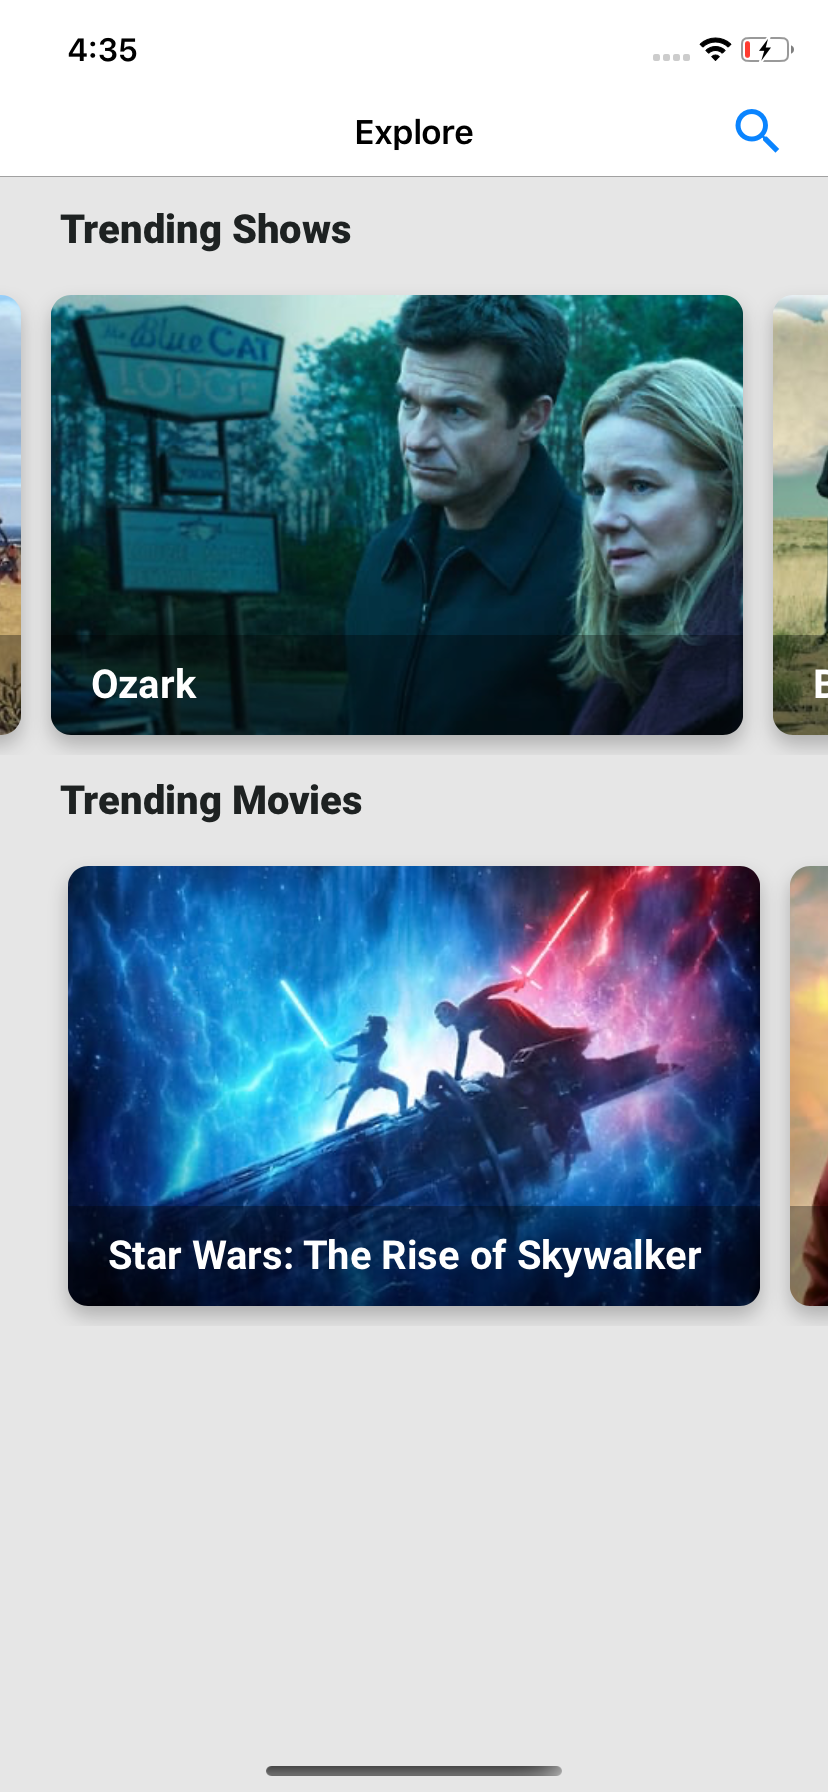 4:35
Explore
Trending Shows
the Blue CAT
LODGE
Ozark
Trending Movies
Star Wars: The Rise of Skywalker